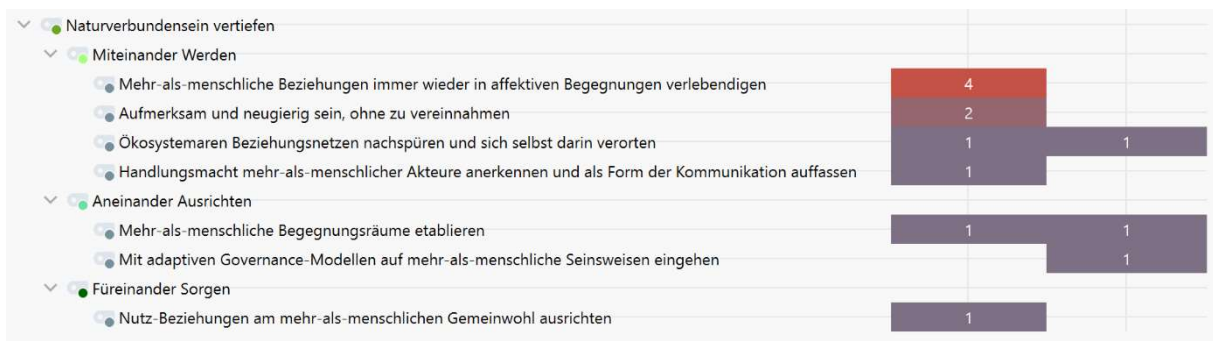 Naturverbundensein vertiefen
Miteinander Werden
Mehr-als-menschliche Beziehungen immer wieder in affektiven Begegnungen verlebendigen 4
Aufmerksam und neugierig sein, ohne zu vereinnahmen 2
Ökosystemaren Beziehungsnetzen nachspüren und sich selbst darin verorten 1 1
Handlungsmacht mehr-als-menschlicher Akteure anerkennen und als Form der Kommunikation auffassen 1
Aneinander Ausrichten
Mehr-als-menschliche Begegnungsräume etablieren 1 1
Mit adaptiven Governance-Modellen auf mehr-als-menschliche Seinsweisen eingehen 1
Füreinander Sorgen
Nutz-Beziehungen am mehr-als-menschlichen Gemeinwohl ausrichten 1